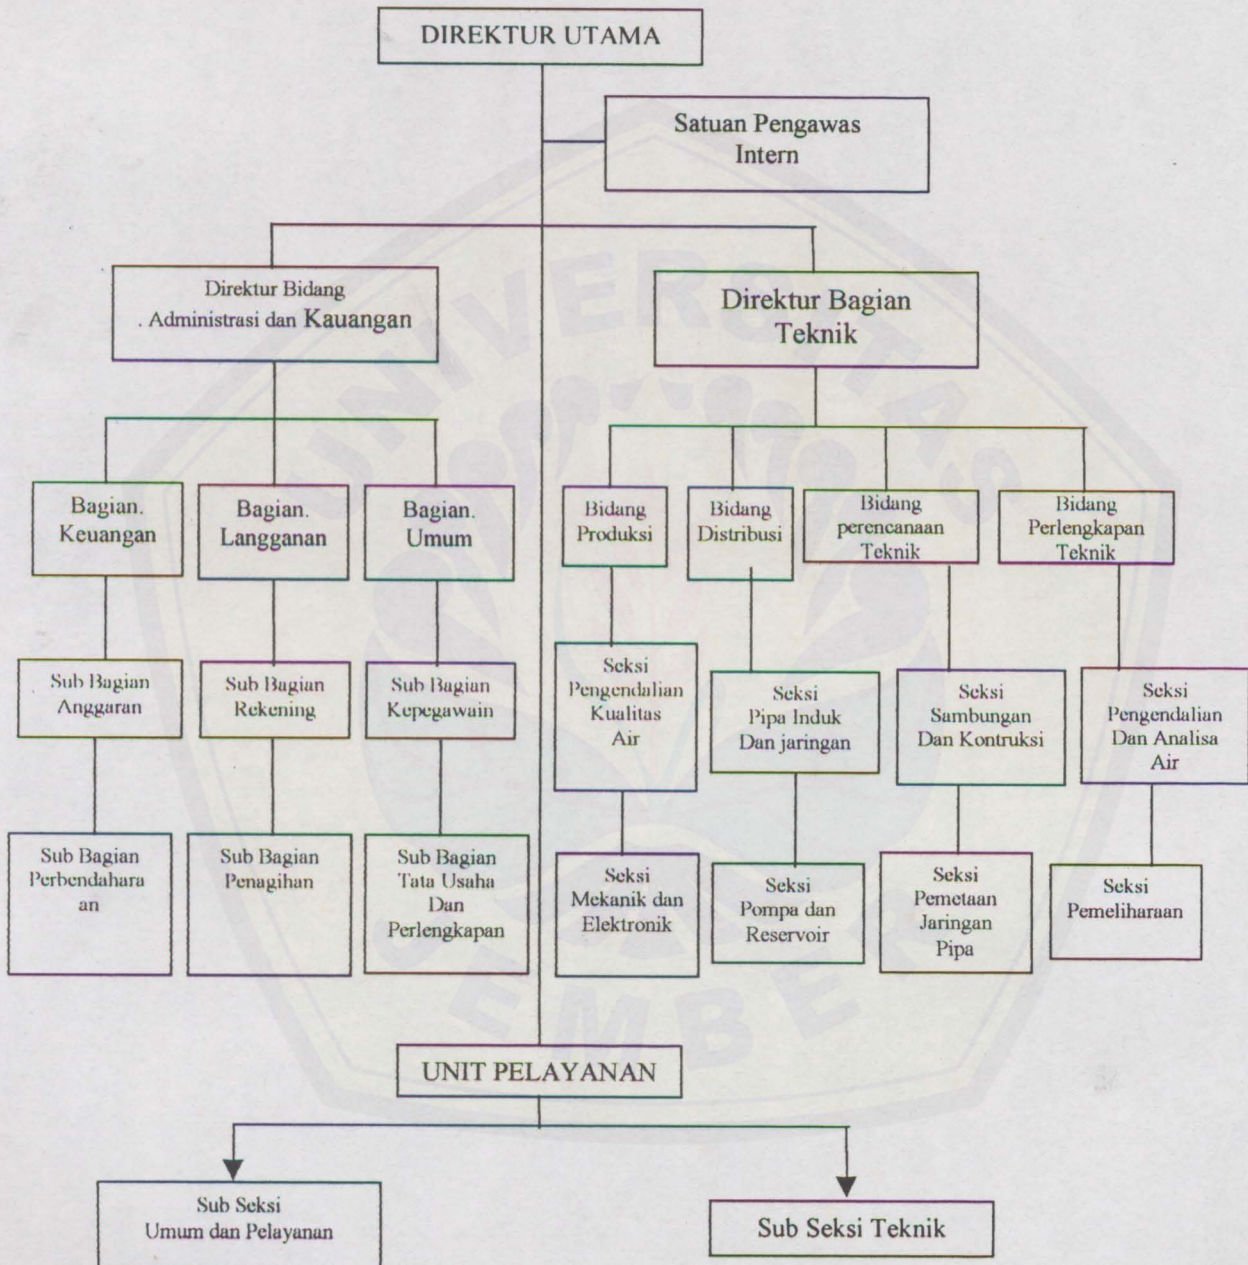 DIREKTUR UTAMA
Satuan Pengawas
Intern
Direktur Bidang
. Administrasi dan Kauangan
Direktur Bagian
Teknik
Bagian.
Keuangan
Bagian.
Langganan
Bagian.
Umum
Bidang
Produksi
Bidang
Distribusi
Bidang
perencanaan
Teknik
Bidang
Perlengkapan
Teknik
Sub Bagian
Anggaran
Sub Bagian
Rekening
Sub Bagian
Kepegawain
Seksi
Pengendalian
Kualitas
Air
Seksi
Pipa Induk
Dan jaringan
Seksi
Sambungan
Dan Kontruksi
Seksi
Pengendalian
Dan Analisa
Air
Sub Bagian
Perbendahara
an
Sub Bagian
Penagihan
Sub Bagian
Tata Usaha
Dan
Perlengkapan
Seksi
Mekanik dan
Elektronik
Seksi
Pompa dan
Reservoir
Seksi
Pemetaan
Jaringan
Pipa
Seksi
Pemeliharaan
UNIT PELAYANAN
Sub Seksi
Umum dan Pelayanan
Sub Seksi Teknik
UNIVERSITAS
JEMBER